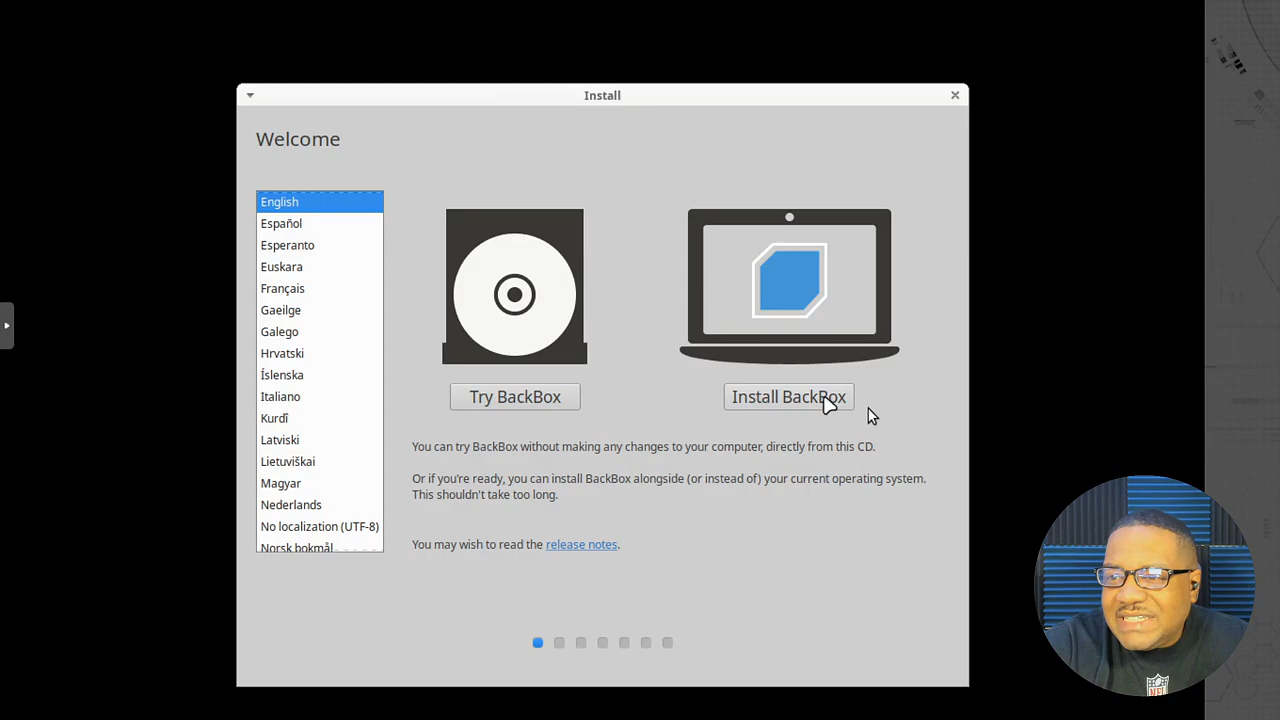 Install
Welcome
English
Español
Esperanto
Euskara
Français
Gaeilge
Galego
Hrvatski
Íslenska
Italiano
Kurdî
Latviski
Lietuviškai
Magyar
Nederlands
No localization (UTF-8)
Norsk bokmål
Try BackBox
Install BackBox
You can try BackBox without making any changes to your computer, directly from this CD.
Or if you're ready, you can install BackBox alongside (or instead of) your current operating system.
This shouldn't take too long.
You may wish to read the release notes.
NFL